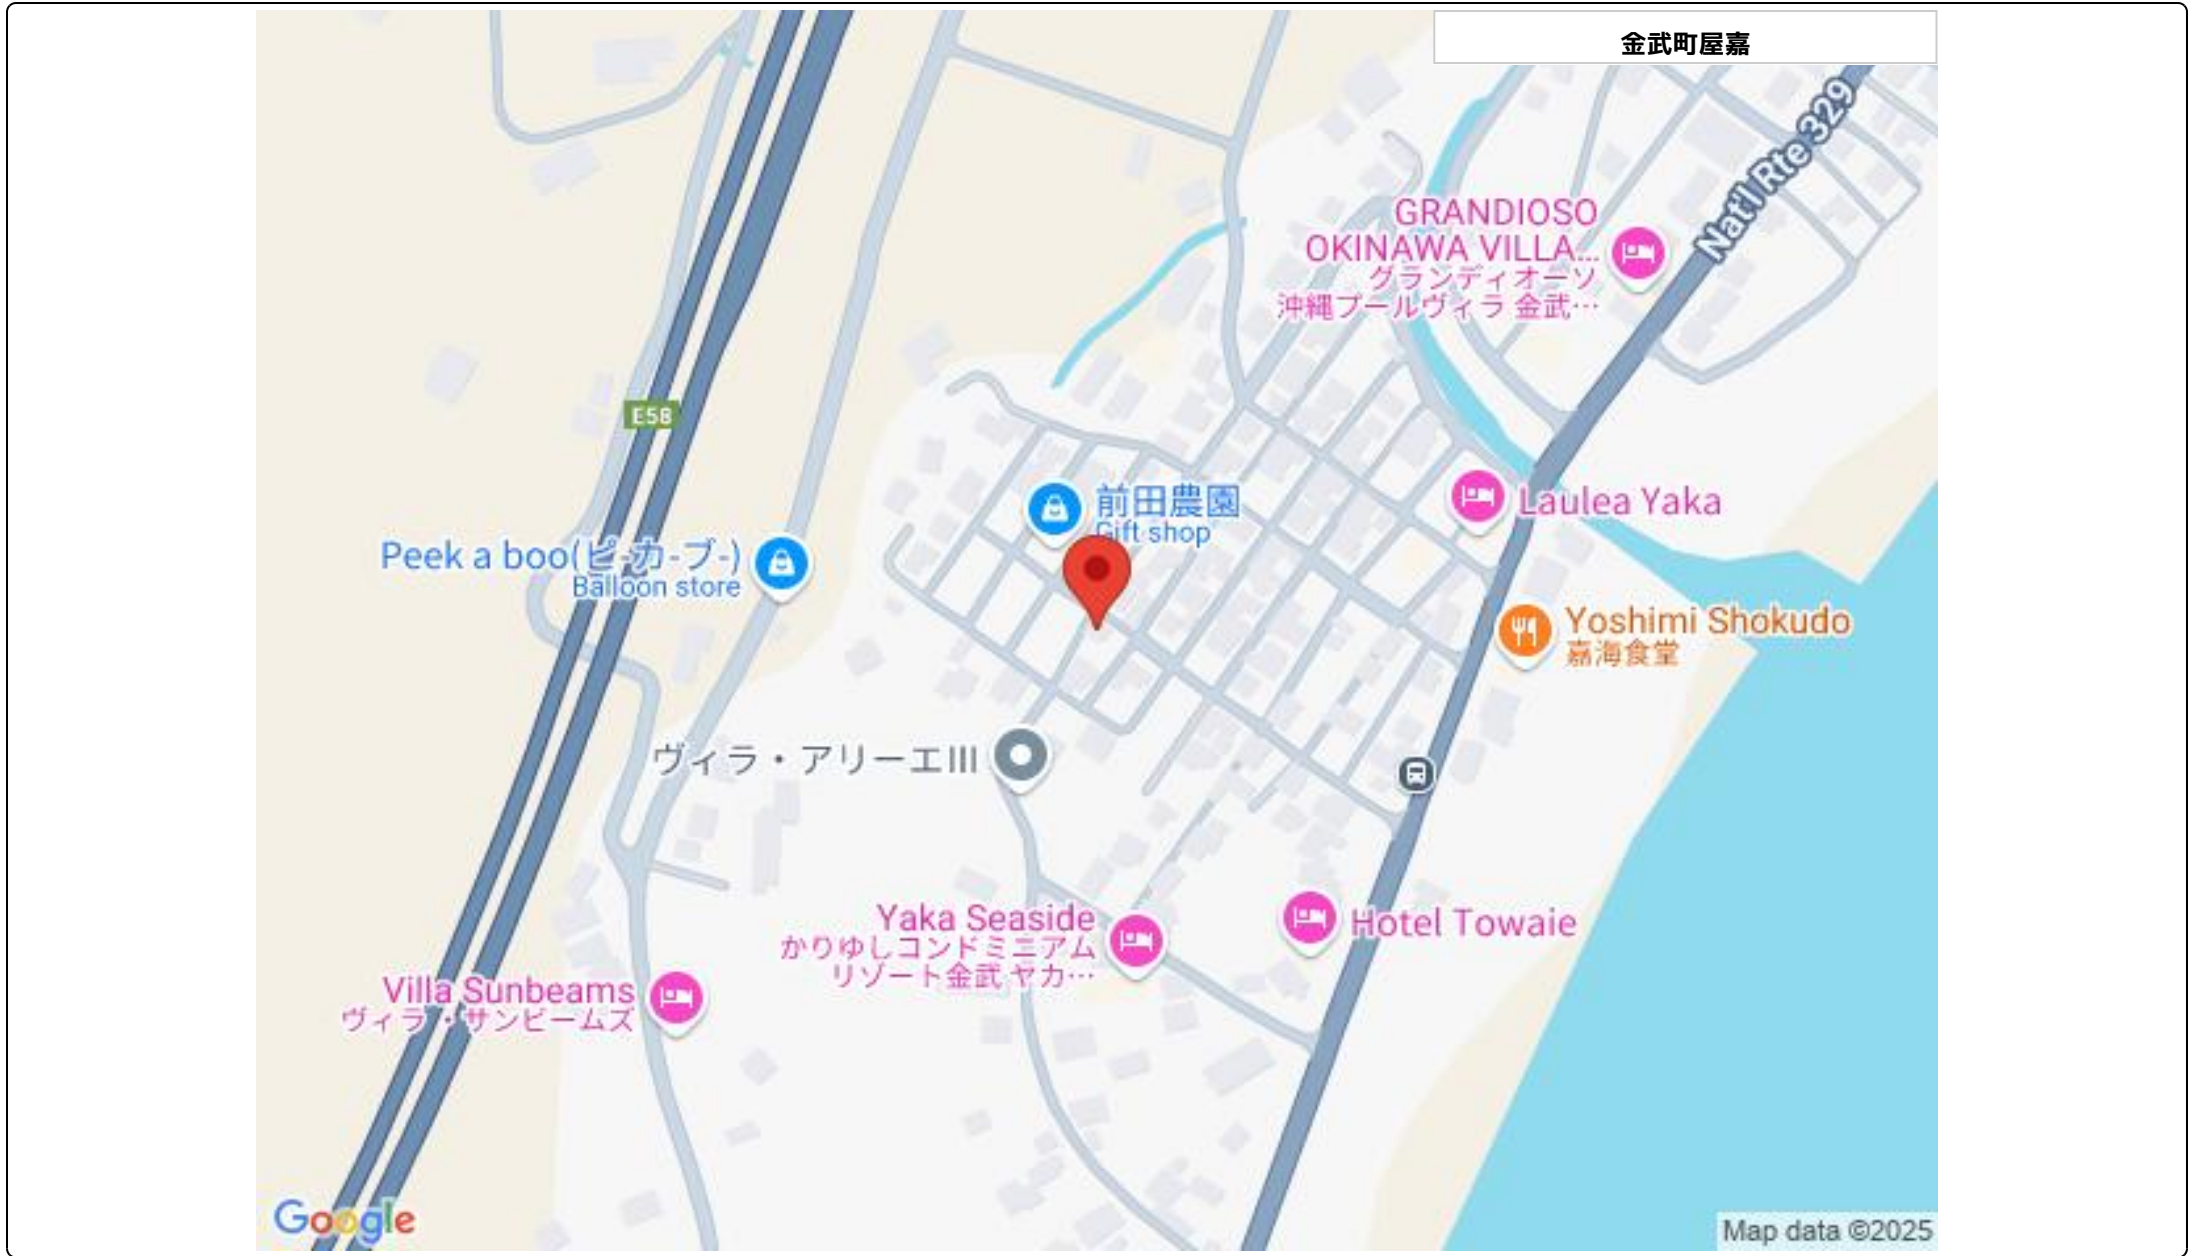 金武町屋嘉
Nat'l Rte 329
GRANDIOSO
OKINAWA VILLA...
グランディオーソ
沖縄プールヴィラ 金武…
E58
前田農園
Gift shop
Laulea Yaka
Peek a boo(ピ-カ-ブ-)
Balloon store
Yoshimi Shokudo
嘉海食堂
ヴィラ・アリーエIII
Yaka Seaside
かりゆしコンドミニアム
リゾート金武 ヤカ…
Hotel Towaie
Villa Sunbeams
ヴィラ・サンビームズ
Google
Map data ©2025